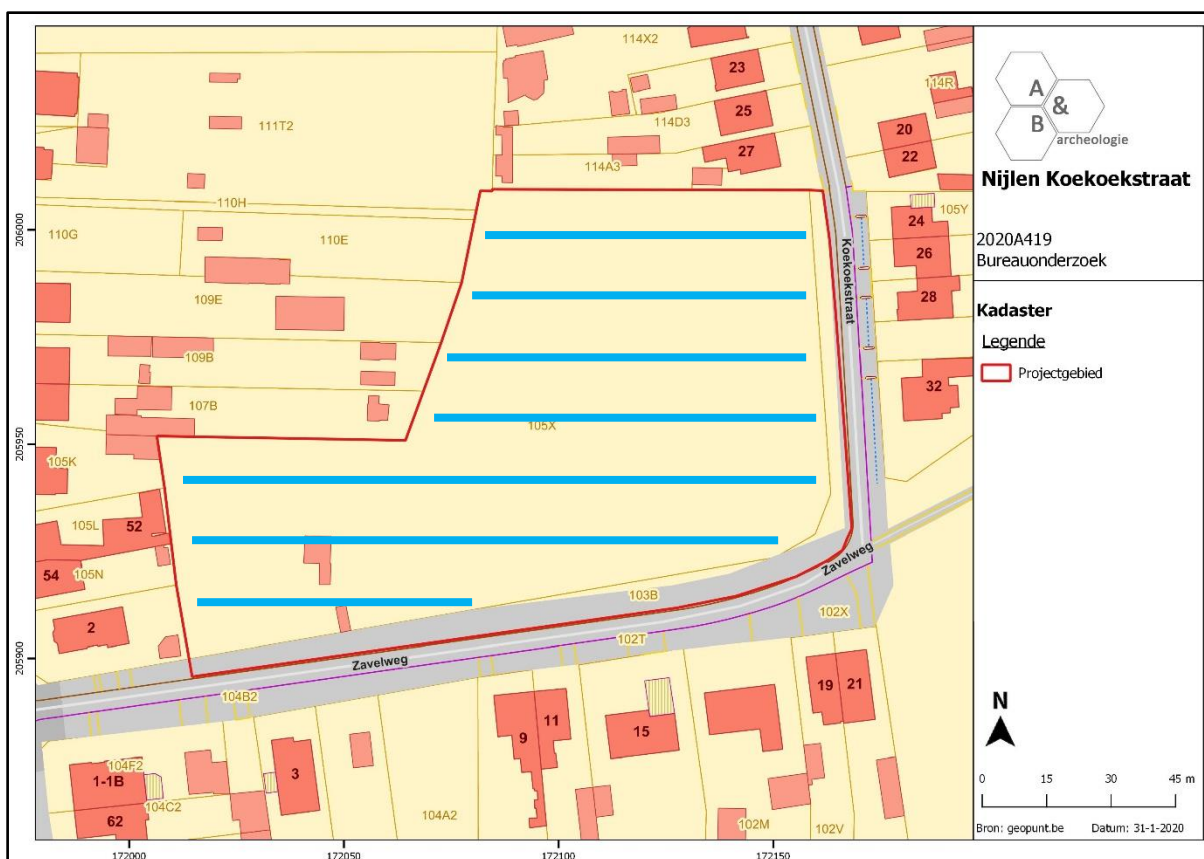 114X2
23
114R
A
&
B
archeologie
111T2
114D3
25
20
22
27
114A3
Nijlen Koekoekstraat
110H
105Y
24
206000
110G
110E
2020A419
Bureauonderzoek
26
Koekoekstraat
28
109E
Kadaster
Legende
Projectgebied
109B
32
107B
105X
205950
105K
52
105L
Zavelweg
54
105N
103B
2
102X
102T
Zavelweg
205900
104B2
19
21
11
15
9
N
104F2
1-1B
3
0 15 30 45 m
104C2
104A2
62
102M
102V
Bron: geopunt.be Datum: 31-1-2020
172000
172050
172100
172150